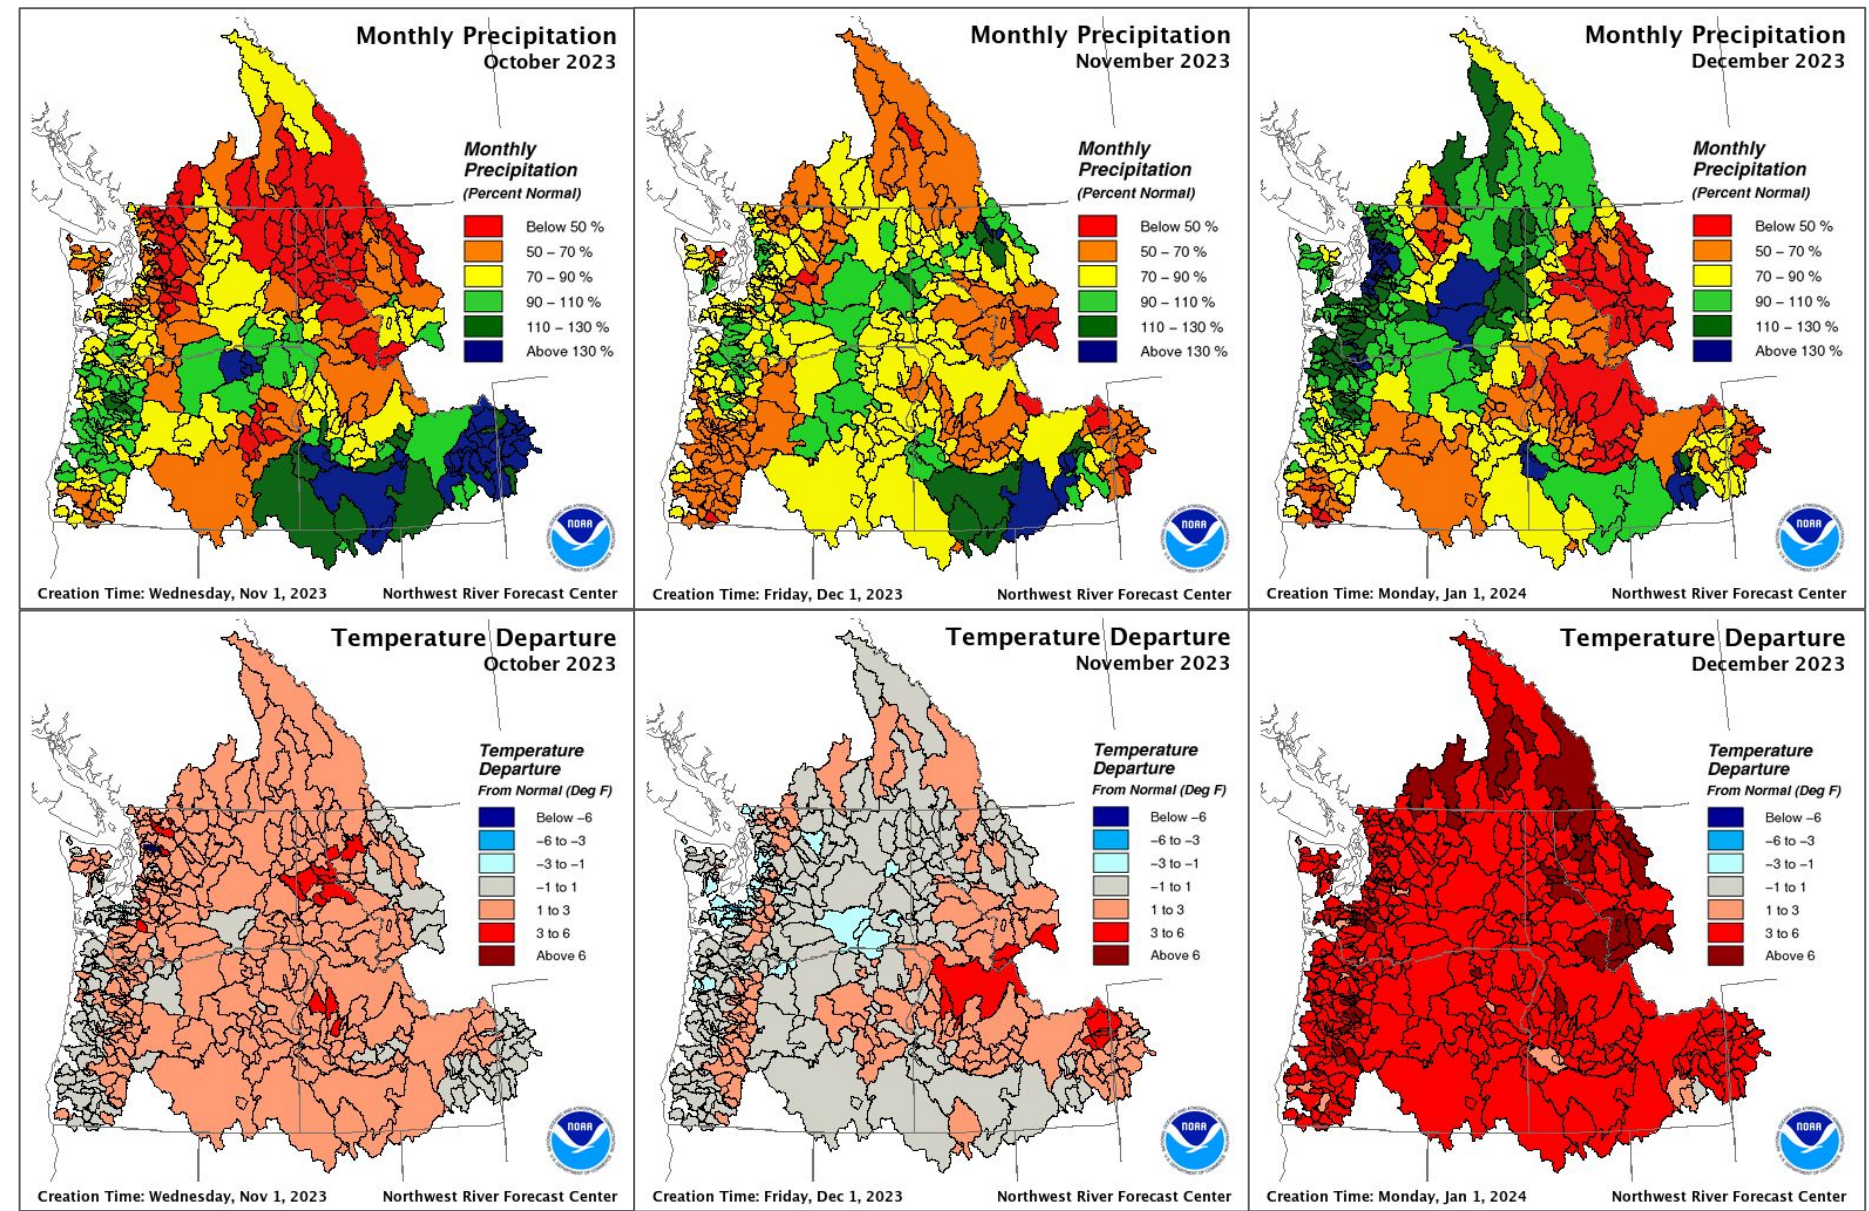 Monthly Precipitation
October 2023
Monthly
Precipitation
(Percent Normal)
Below 50 %
50 – 70 %
70 – 90 %
90 – 110 %
110 – 130 %
Above 130 %
NOAA
Creation Time: Wednesday, Nov 1, 2023
Northwest River Forecast Center
Monthly Precipitation
November 2023
Monthly
Precipitation
(Percent Normal)
Below 50 %
50 – 70 %
70 – 90 %
90 – 110 %
110 – 130 %
Above 130 %
NOAA
Creation Time: Friday, Dec 1, 2023
Northwest River Forecast Center
Monthly Precipitation
December 2023
Monthly
Precipitation
(Percent Normal)
Below 50 %
50 – 70 %
70 – 90 %
90 – 110 %
110 – 130 %
Above 130 %
NOAA
Creation Time: Monday, Jan 1, 2024
Northwest River Forecast Center
Temperature Departure
October 2023
Temperature
Departure
From Normal (Deg F)
Below –6
–6 to –3
–3 to –1
–1 to 1
1 to 3
3 to 6
Above 6
NOAA
Creation Time: Wednesday, Nov 1, 2023
Northwest River Forecast Center
Temperature Departure
November 2023
Temperature
Departure
From Normal (Deg F)
Below –6
–6 to –3
–3 to –1
–1 to 1
1 to 3
3 to 6
Above 6
NOAA
Creation Time: Friday, Dec 1, 2023
Northwest River Forecast Center
Temperature Departure
December 2023
Temperature
Departure
From Normal (Deg F)
Below –6
–6 to –3
–3 to –1
–1 to 1
1 to 3
3 to 6
Above 6
NOAA
Creation Time: Monday, Jan 1, 2024
Northwest River Forecast Center